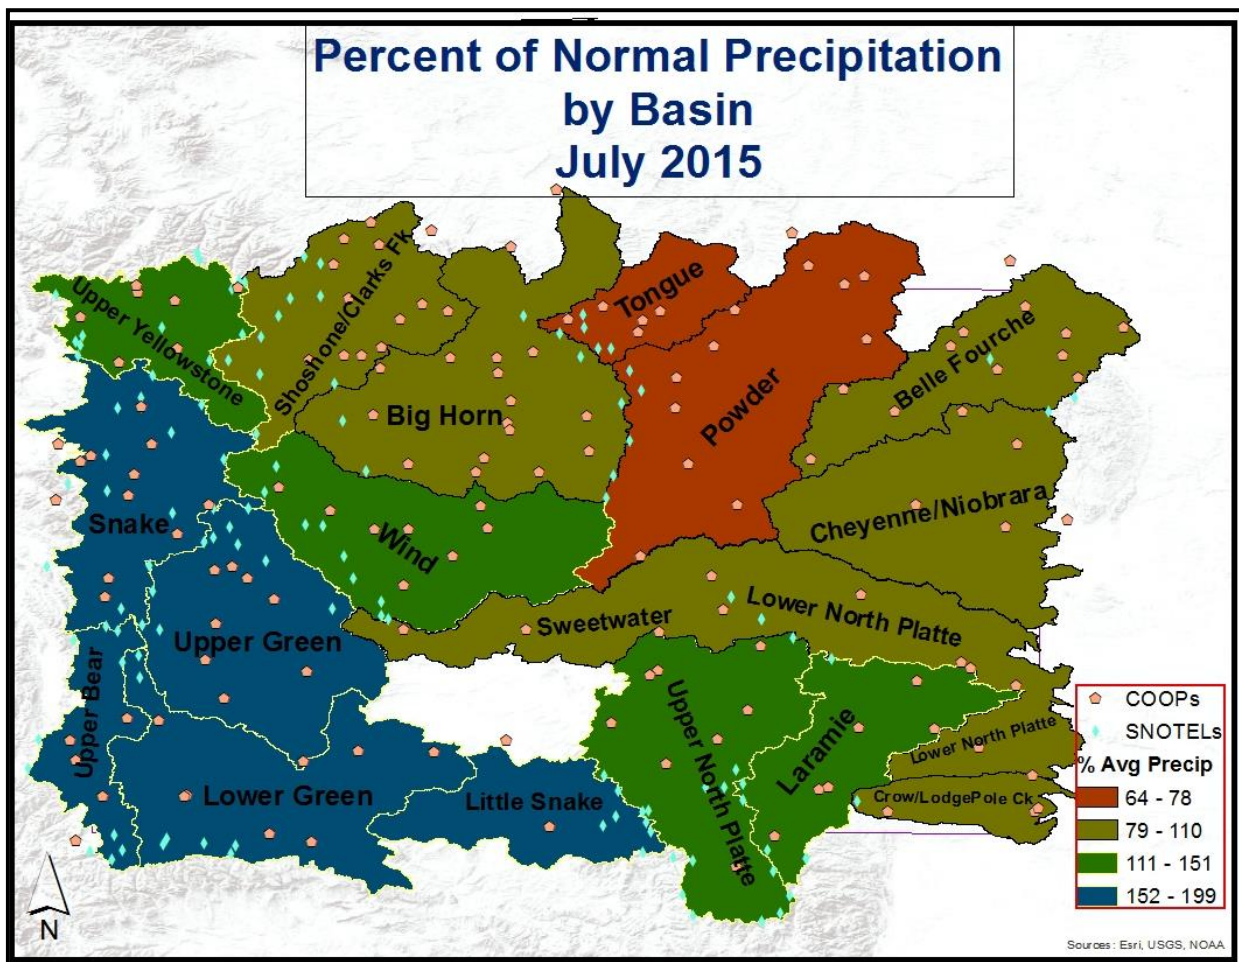 Percent of Normal Precipitation
by Basin
July 2015
Upper Yellowstone
Shoshone/Clarks Fk
Tongue
Powder
Belle Fourche
Big Horn
Snake
Wind
Cheyenne/Niobrara
Upper Green
Sweetwater
Lower North Platte
Upper Bear
Upper North Platte
Laramie
Lower North Platte
Lower Green
Little Snake
Crow/LodgePole Ck
COOPs
SNOTELs
% Avg Precip
64 - 78
79 - 110
111 - 151
152 - 199
N
Sources: Esri, USGS, NOAA